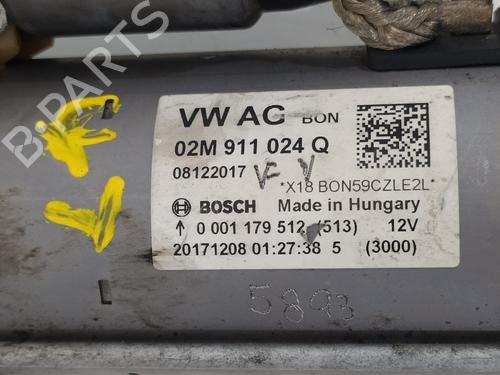 B-PARTS
VW AG BON
02M 911 024 Q
08122017
*X18 BON59CZLE2L*
BOSCH Made in Hungary
↑ 0 001 179 512 (513) 12V
20171208 01:27:38 5 (3000)
5893